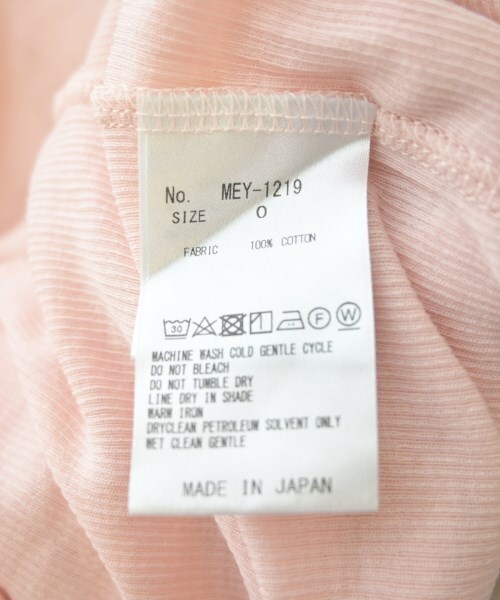 No. MEY-1219
SIZE O
FABRIC 100% COTTON
30 F W
MACHINE WASH COLD GENTLE CYCLE
DO NOT BLEACH
DO NOT TUMBLE DRY
LINE DRY IN SHADE
WARM IRON
DRYCLEAN PETROLEUM SOLVENT ONLY
WET CLEAN GENTLE
MADE IN JAPAN